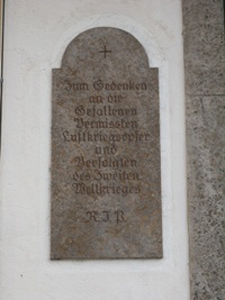 Zum Gedenken
an die
Gefallenen
Vermissten
Luftkriegsopfer
und
Verfolgten
des Zweiten
Weltkrieges
R.I.P.